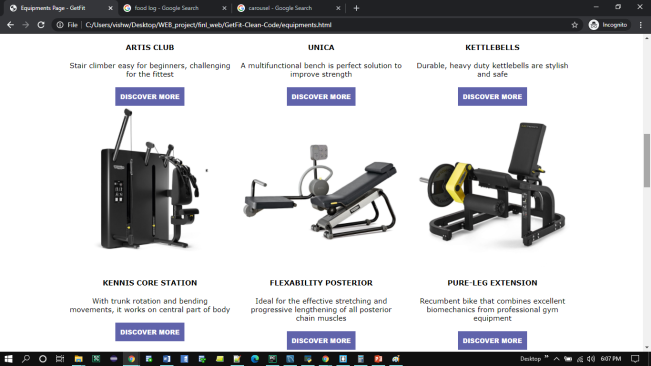 Equipments Page - GetFit
food log - Google Search
carousel - Google Search
File
C:/Users/vishw/Desktop/WEB_project/finl_web/GetFit-Clean-Code/equipments.html
Incognito
ARTIS CLUB
UNICA
KETTLEBELLS
Stair climber easy for beginners, challenging
for the fittest
A multifunctional bench is perfect solution to
improve strength
Durable, heavy duty kettlebells are stylish
and safe
DISCOVER MORE
DISCOVER MORE
DISCOVER MORE
KENNIS CORE STATION
FLEXABILITY POSTERIOR
PURE-LEG EXTENSION
With trunk rotation and bending
movements, it works on central part of body
Ideal for the effective stretching and
progressive lengthening of all posterior
chain muscles
Recumbent bike that combines excellent
biomechanics from professional gym
equipment
DISCOVER MORE
DISCOVER MORE
DISCOVER MORE
Desktop
6:07 PM